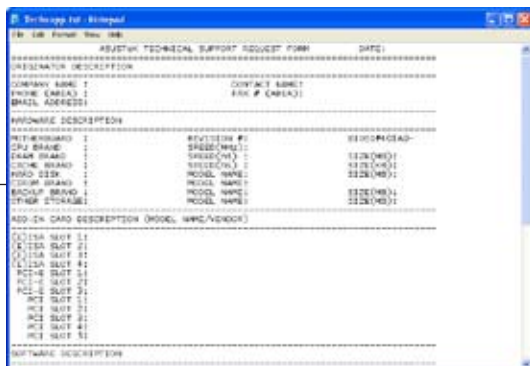 Techsupp.txt - Notepad
File Edit Format View Help
ASUSTEK TECHNICAL SUPPORT REQUEST FORM DATE:
ORIGINATOR DESCRIPTION
COMPANY NAME : CONTACT NAME:
PHONE (AREA) : FAX # (AREA):
EMAIL ADDRESS:
HARDWARE DESCRIPTION
MOTHERBOARD : REVISION #:
CPU BRAND : SPEED(MHz):
DRAM BRAND : SPEED(NS) : SIZE(MB):
CACHE BRAND : SPEED(NS) : SIZE(KB):
HARD DISK : MODEL NAME: SIZE(MB):
CDROM BRAND : MODEL NAME:
BACKUP BRAND : MODEL NAME: SIZE(MB):
OTHER STORAGE: MODEL NAME: SIZE(MB):
ADD-IN CARD DESCRIPTION (MODEL NAME/VENDOR)
(E)ISA SLOT 1:
(E)ISA SLOT 2:
(E)ISA SLOT 3:
(E)ISA SLOT 4:
PCI-E SLOT 1:
PCI-E SLOT 2:
PCI-E SLOT 3:
PCI SLOT 1:
PCI SLOT 2:
PCI SLOT 3:
PCI SLOT 4:
PCI SLOT 5:
SOFTWARE DESCRIPTION